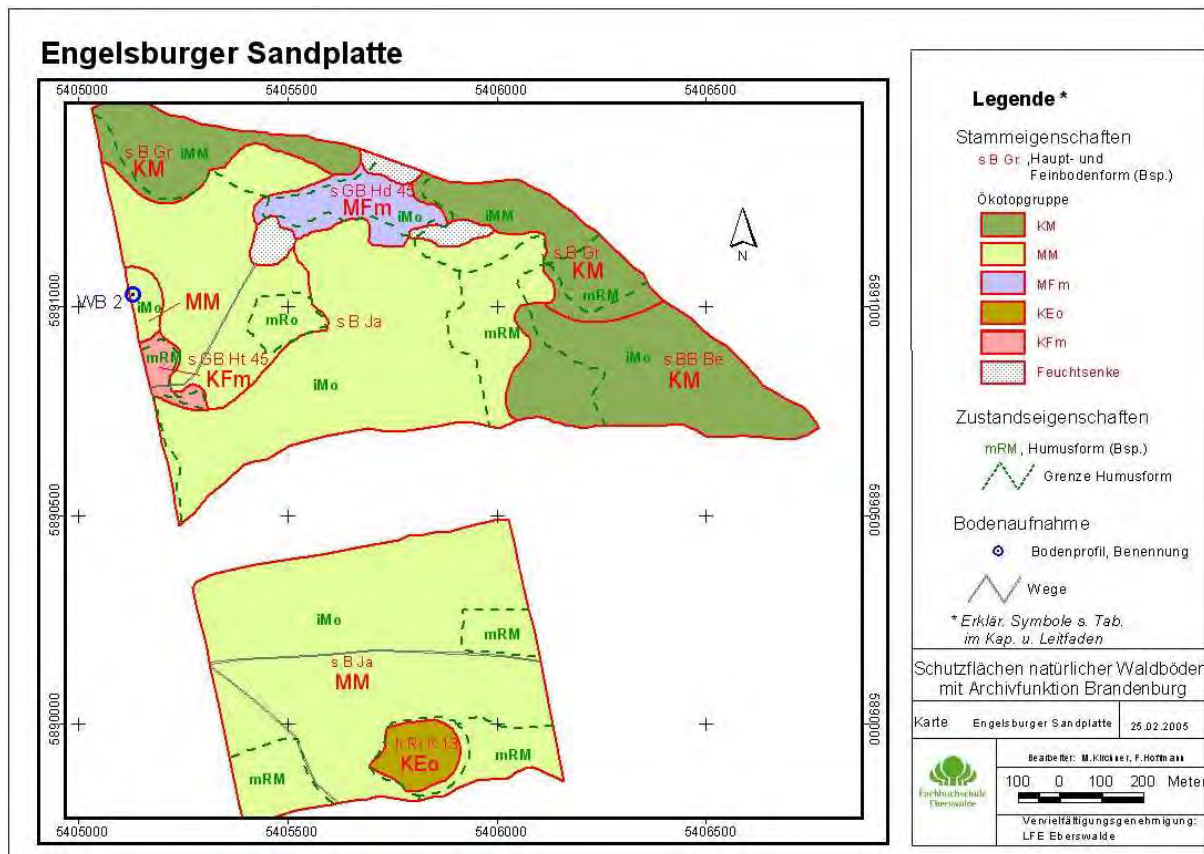 Engelsburger Sandplatte
5405000 5405500 5406000 5406500
s B Gr
iMM
KM
s GB Hd 45
MFm
iMo
iMM
s B Gr
KM
mRM
N
5891000
5891000
WB 2
iMo
MM
mRo
s B Ja
mRM
mRM
s GB Ht 45
KFm
iMo
iMo
s BB Be
KM
5890500
5890500
iMo
mRM
s B Ja
MM
5890000
5890000
mRM
KEo
mRM
5405000 5405500 5406000 5406500
Legende *
Stammeigenschaften
s B Gr , Haupt- und
Feinbodenform (Bsp.)
Ökotopgruppe
KM
MM
MFm
KEo
KFm
Feuchtsenke
Zustandseigenschaften
mRM , Humusform (Bsp.)
Grenze Humusform
Bodenaufnahme
Bodenprofil, Benennung
Wege
* Erklär. Symbole s. Tab.
im Kap. u. Leitfaden
Schutzflächen natürlicher Waldböden
mit Archivfunktion Brandenburg
Karte Engelsburger Sandplatte 25.02.2005
Fachhochschule
Eberswalde
Bearbeiter: M.Kirchner, F.Hoffmann
100 0 100 200 Meter
Vervielfältigungsgenehmigung:
LFE Eberswalde